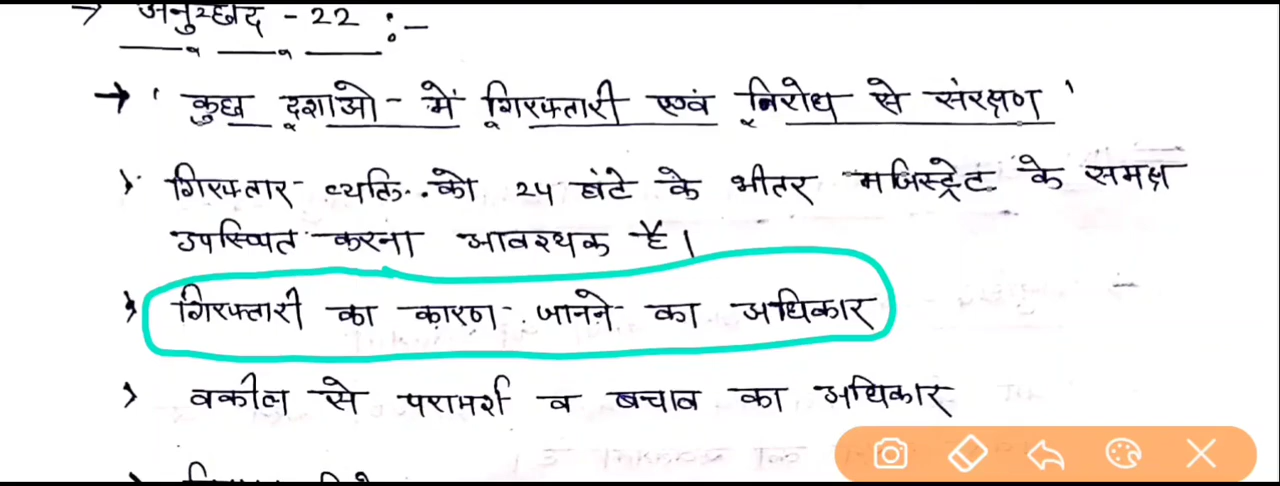 → अनुच्छेद - 22 :-
→ ' कुछ दशाओ - में गिरफ्तारी एवं निरोध से संरक्षण '
> गिरफ्तार व्यक्ति को 24 घंटे के भीतर मजिस्ट्रेट के समक्ष
उपस्थित करना आवश्यक है।
> गिरफ्तारी का कारण जानने का अधिकार
> वकील से परामर्श व बचाव का अधिकार